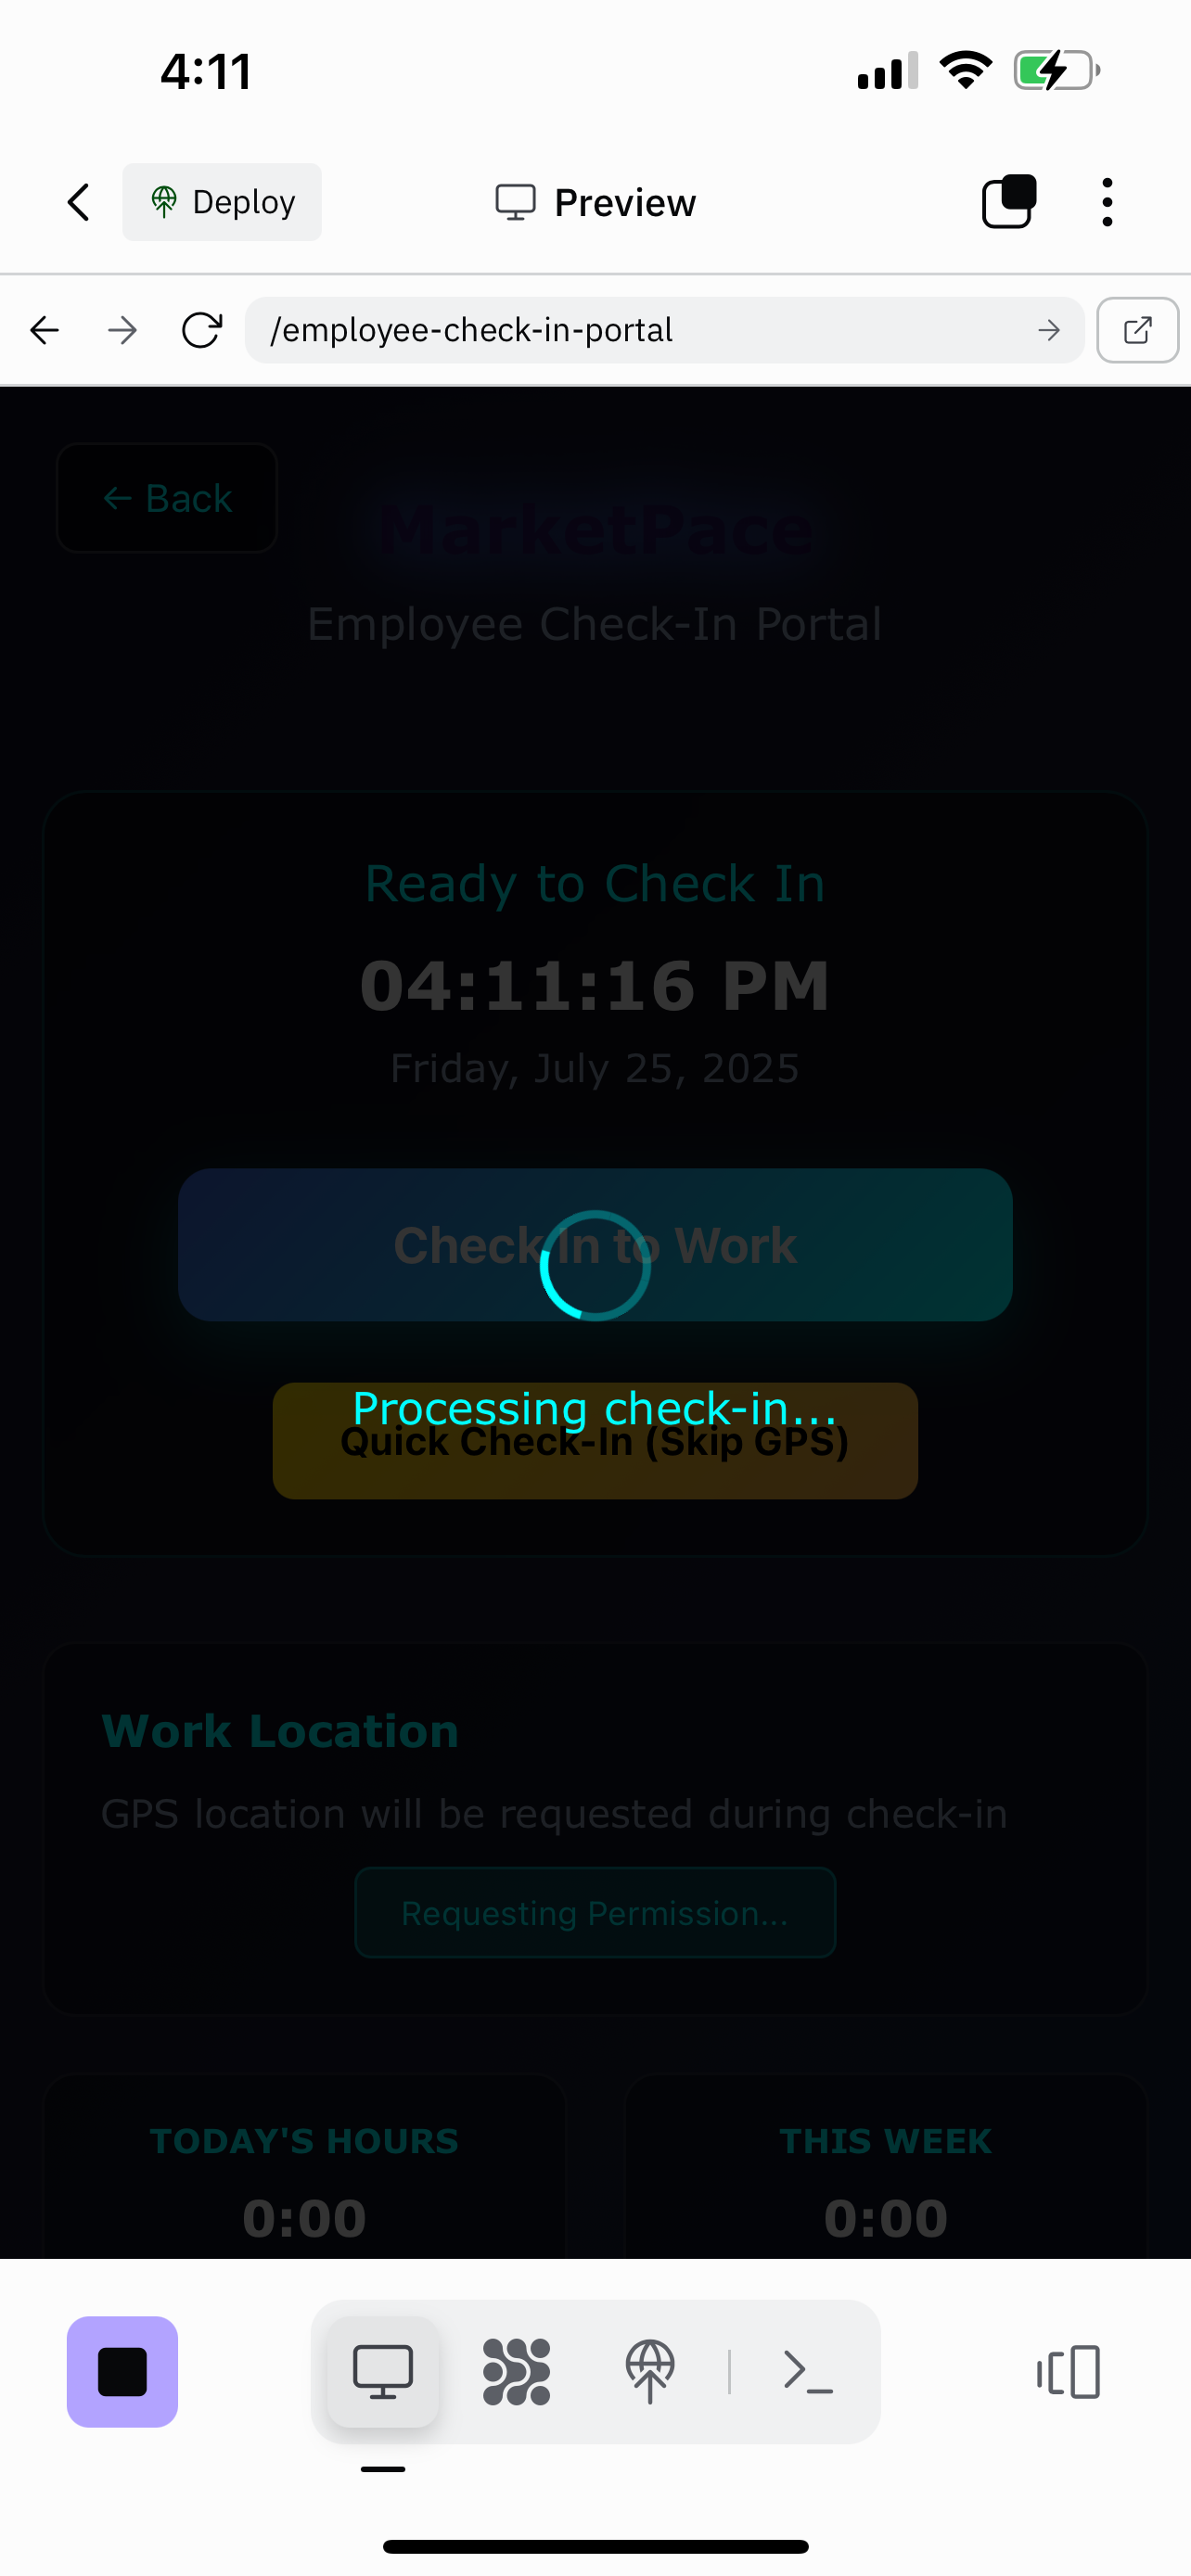 4:11
Deploy
Preview
/employee-check-in-portal
← Back
MarketPace
Employee Check-In Portal
Ready to Check In
04:11:16 PM
Friday, July 25, 2025
Check In to Work
Processing check-in...
Quick Check-In (Skip GPS)
Work Location
GPS location will be requested during check-in
Requesting Permission...
TODAY'S HOURS
THIS WEEK
0:00
0:00